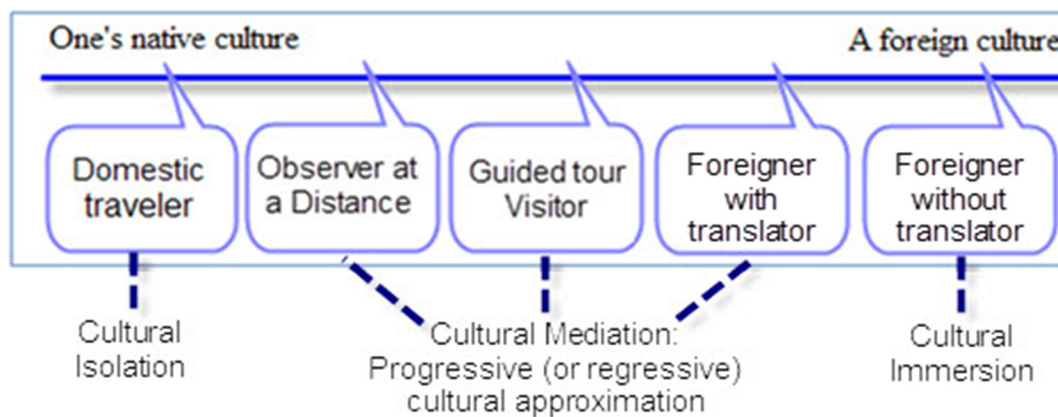 One's native culture
A foreign culture
Domestic
traveler
Observer at
a Distance
Guided tour
Visitor
Foreigner
with
translator
Foreigner
without
translator
Cultural
Isolation
Cultural Mediation:
Progressive (or regressive)
cultural approximation
Cultural
Immersion